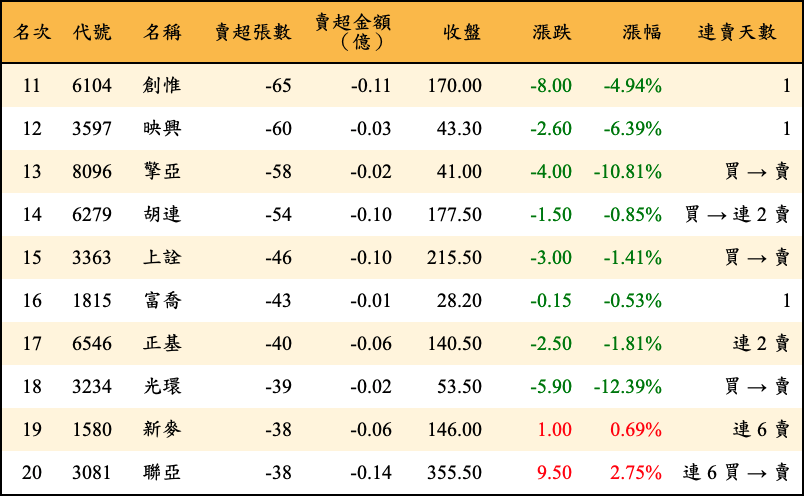 名次 代號 名稱 賣超張數 賣超金額（億） 收盤 漲跌 漲幅 連賣天數
11 6104 創惟 -65 -0.11 170.00 -8.00 -4.94% 1
12 3597 映興 -60 -0.03 43.30 -2.60 -6.39% 1
13 8096 擎亞 -58 -0.02 41.00 -4.00 -10.81% 買 → 賣
14 6279 胡連 -54 -0.10 177.50 -1.50 -0.85% 買 → 連 2 賣
15 3363 上詮 -46 -0.10 215.50 -3.00 -1.41% 買 → 賣
16 1815 富喬 -43 -0.01 28.20 -0.15 -0.53% 1
17 6546 正基 -40 -0.06 140.50 -2.50 -1.81% 連 2 賣
18 3234 光環 -39 -0.02 53.50 -5.90 -12.39% 買 → 賣
19 1580 新麥 -38 -0.06 146.00 1.00 0.69% 連 6 賣
20 3081 聯亞 -38 -0.14 355.50 9.50 2.75% 連 6 買 → 賣